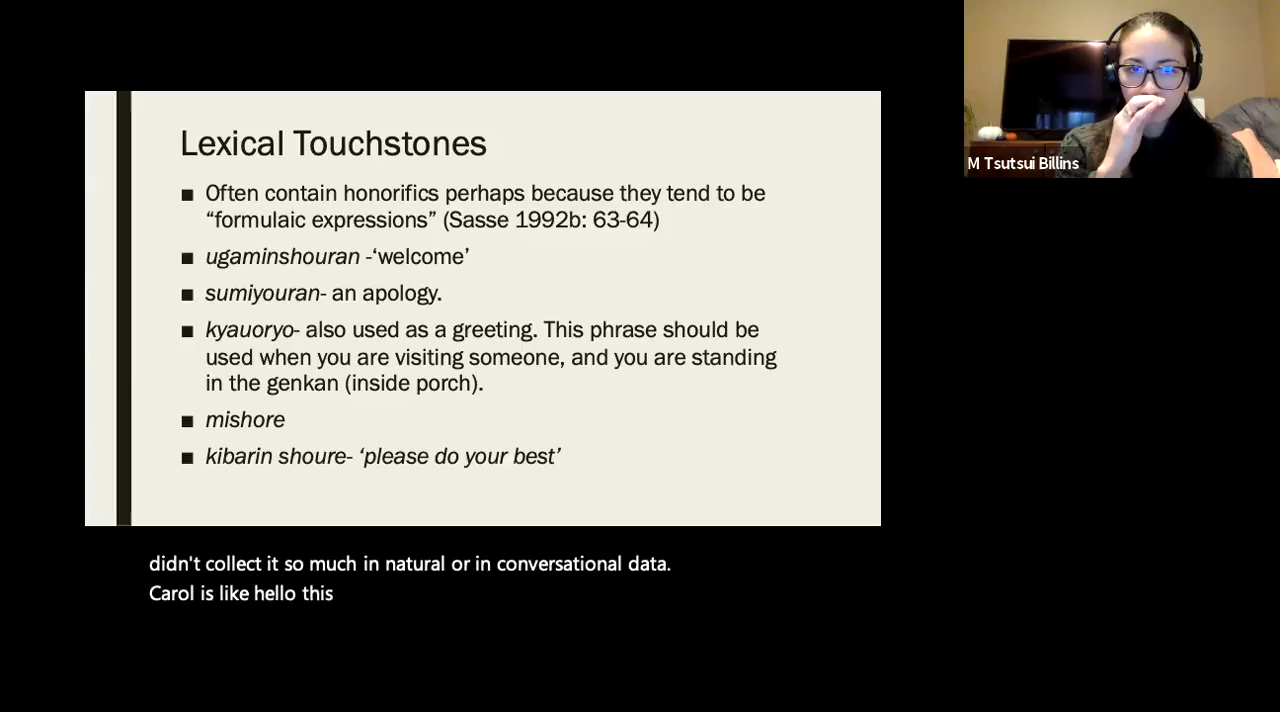 Lexical Touchstones
■ Often contain honorifics perhaps because they tend to be
“formulaic expressions” (Sasse 1992b: 63-64)
■ ugaminshouran -‘welcome’
■ sumiyouran- an apology.
■ kyauoryo- also used as a greeting. This phrase should be
used when you are visiting someone, and you are standing
in the genkan (inside porch).
■ mishore
■ kibarin shoure- ‘please do your best’
M Tsutsui Billins
didn't collect it so much in natural or in conversational data.
Carol is like hello this